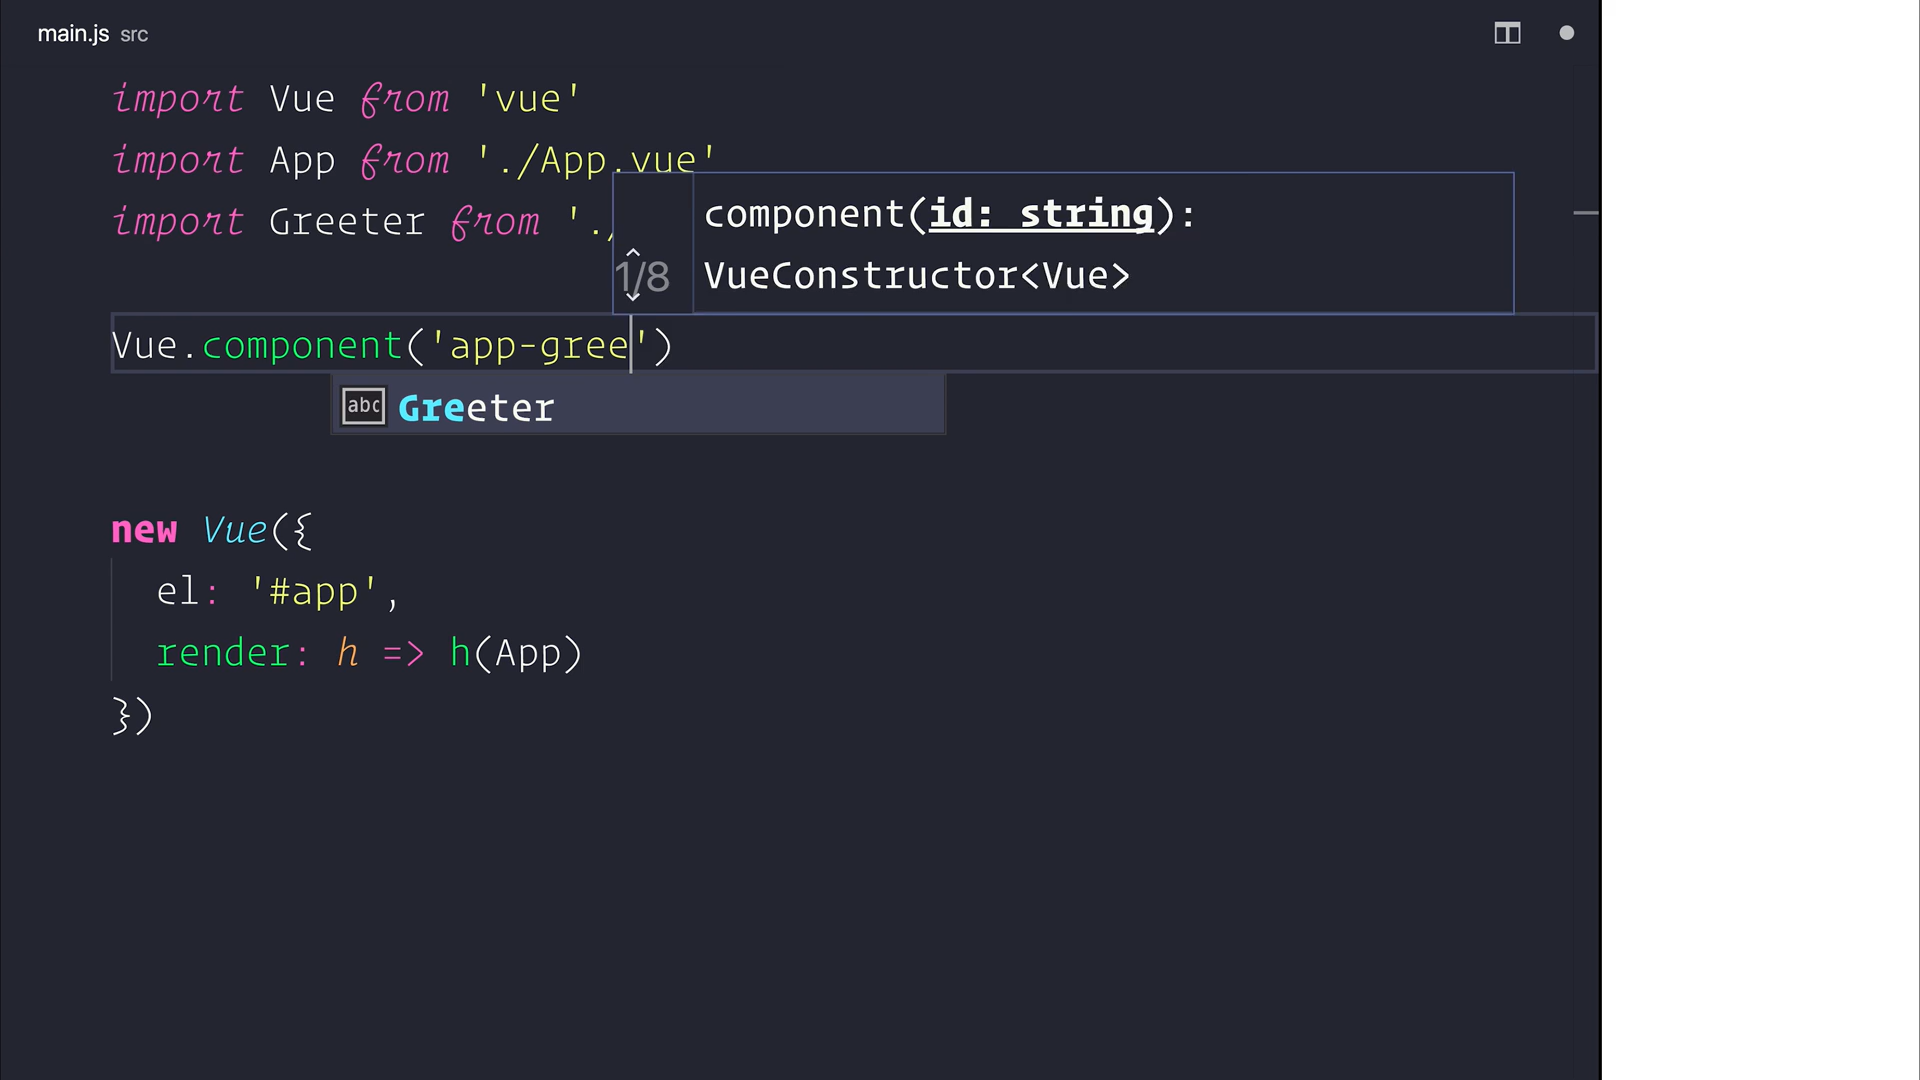 main.js src
import Vue from 'vue'
import App from './App.vue'
import Greeter from './
component(id: string):
1/8
VueConstructor<Vue>
Vue.component('app-gree')
abc Greeter
new Vue({
el: '#app',
render: h => h(App)
})